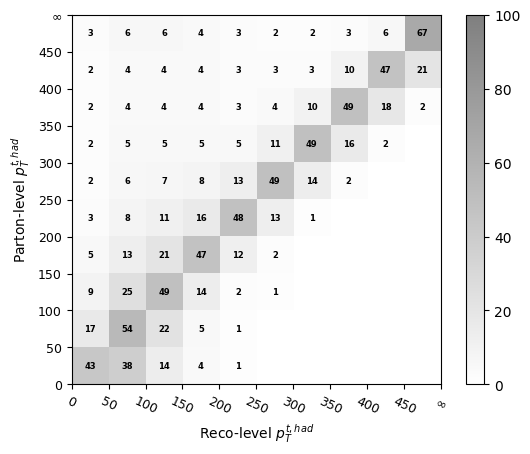 ∞
3 6 6 4 3 2 2 3 6 67
450
2 4 4 4 3 3 3 10 47 21
400
2 4 4 4 3 4 10 49 18 2
350
2 5 5 5 5 11 49 16 2
300
2 6 7 8 13 49 14 2
250
3 8 11 16 48 13 1
200
5 13 21 47 12 2
150
9 25 49 14 2 1
100
17 54 22 5 1
50
43 38 14 4 1
0
Parton-level $p_T^{t,had}$
0 50 100 150 200 250 300 350 400 450 ∞
Reco-level $p_T^{t,had}$
100
80
60
40
20
0